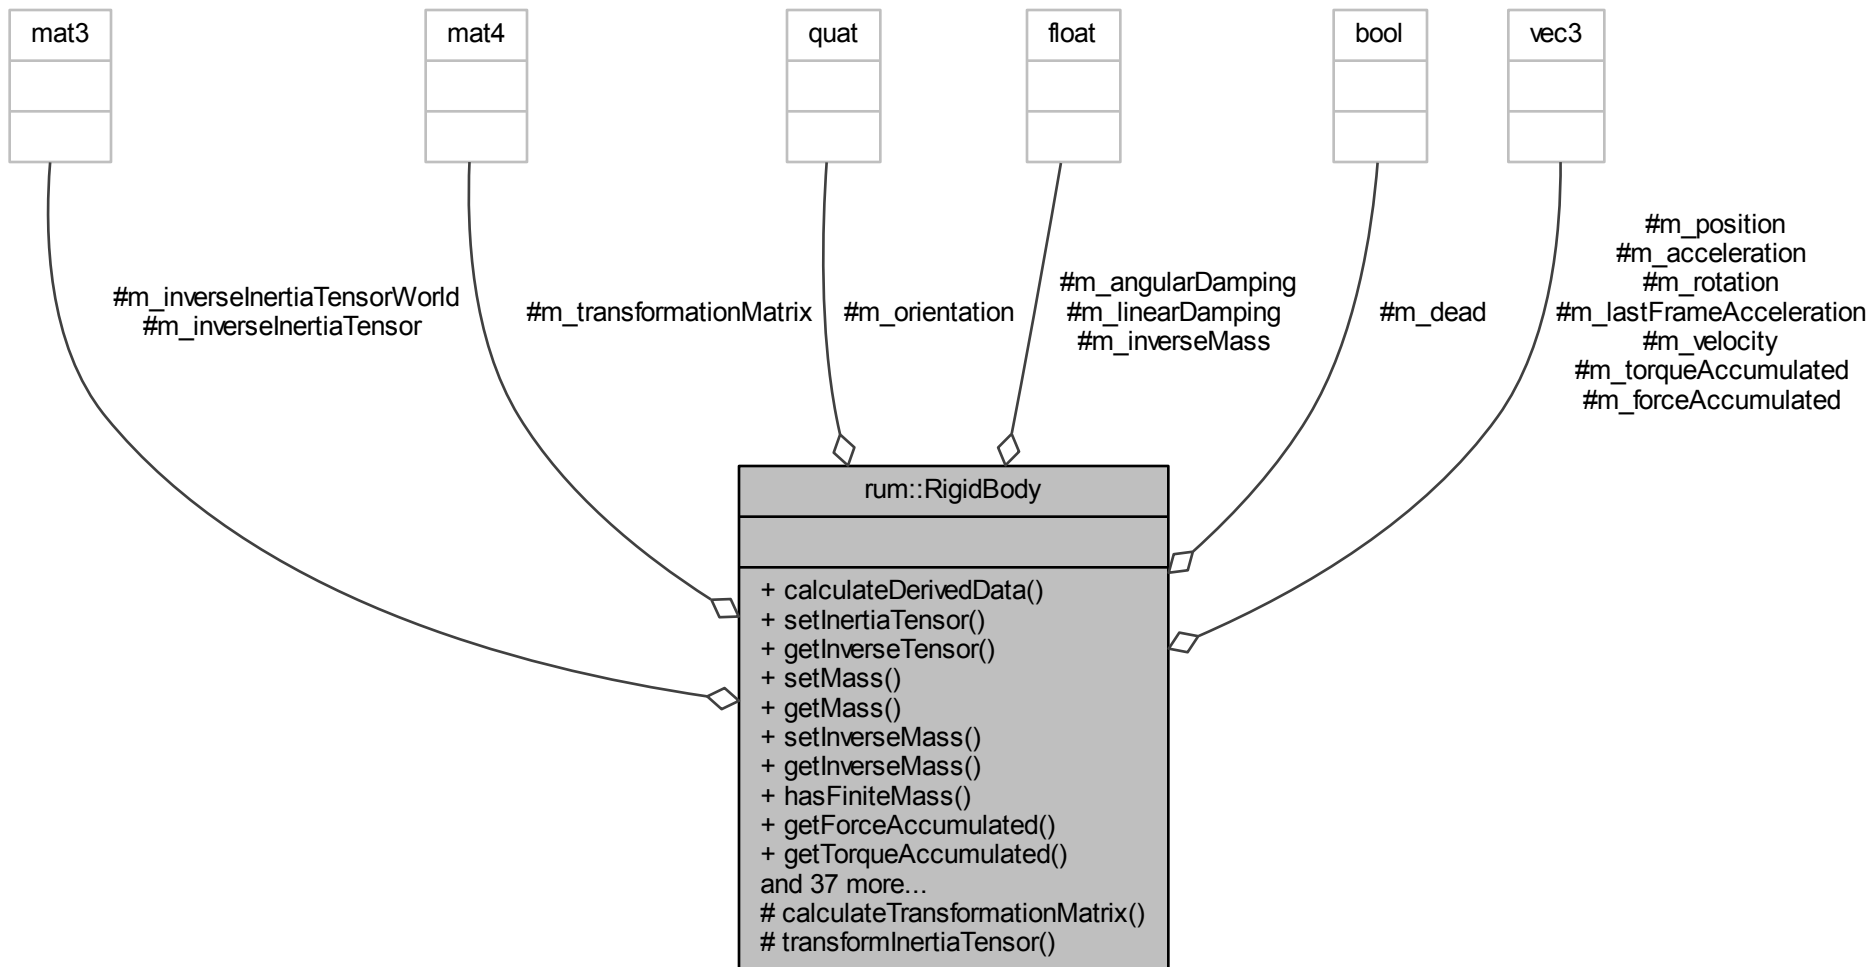 mat3
mat4
quat
float
bool
vec3
#m_inverseInertiaTensorWorld
#m_inverseInertiaTensor
#m_transformationMatrix
#m_orientation
#m_angularDamping
#m_linearDamping
#m_inverseMass
#m_dead
#m_position
#m_acceleration
#m_rotation
#m_lastFrameAcceleration
#m_velocity
#m_torqueAccumulated
#m_forceAccumulated
rum::RigidBody
+ calculateDerivedData()
+ setInertiaTensor()
+ getInverseTensor()
+ setMass()
+ getMass()
+ setInverseMass()
+ getInverseMass()
+ hasFiniteMass()
+ getForceAccumulated()
+ getTorqueAccumulated()
and 37 more...
# calculateTransformationMatrix()
# transformInertiaTensor()